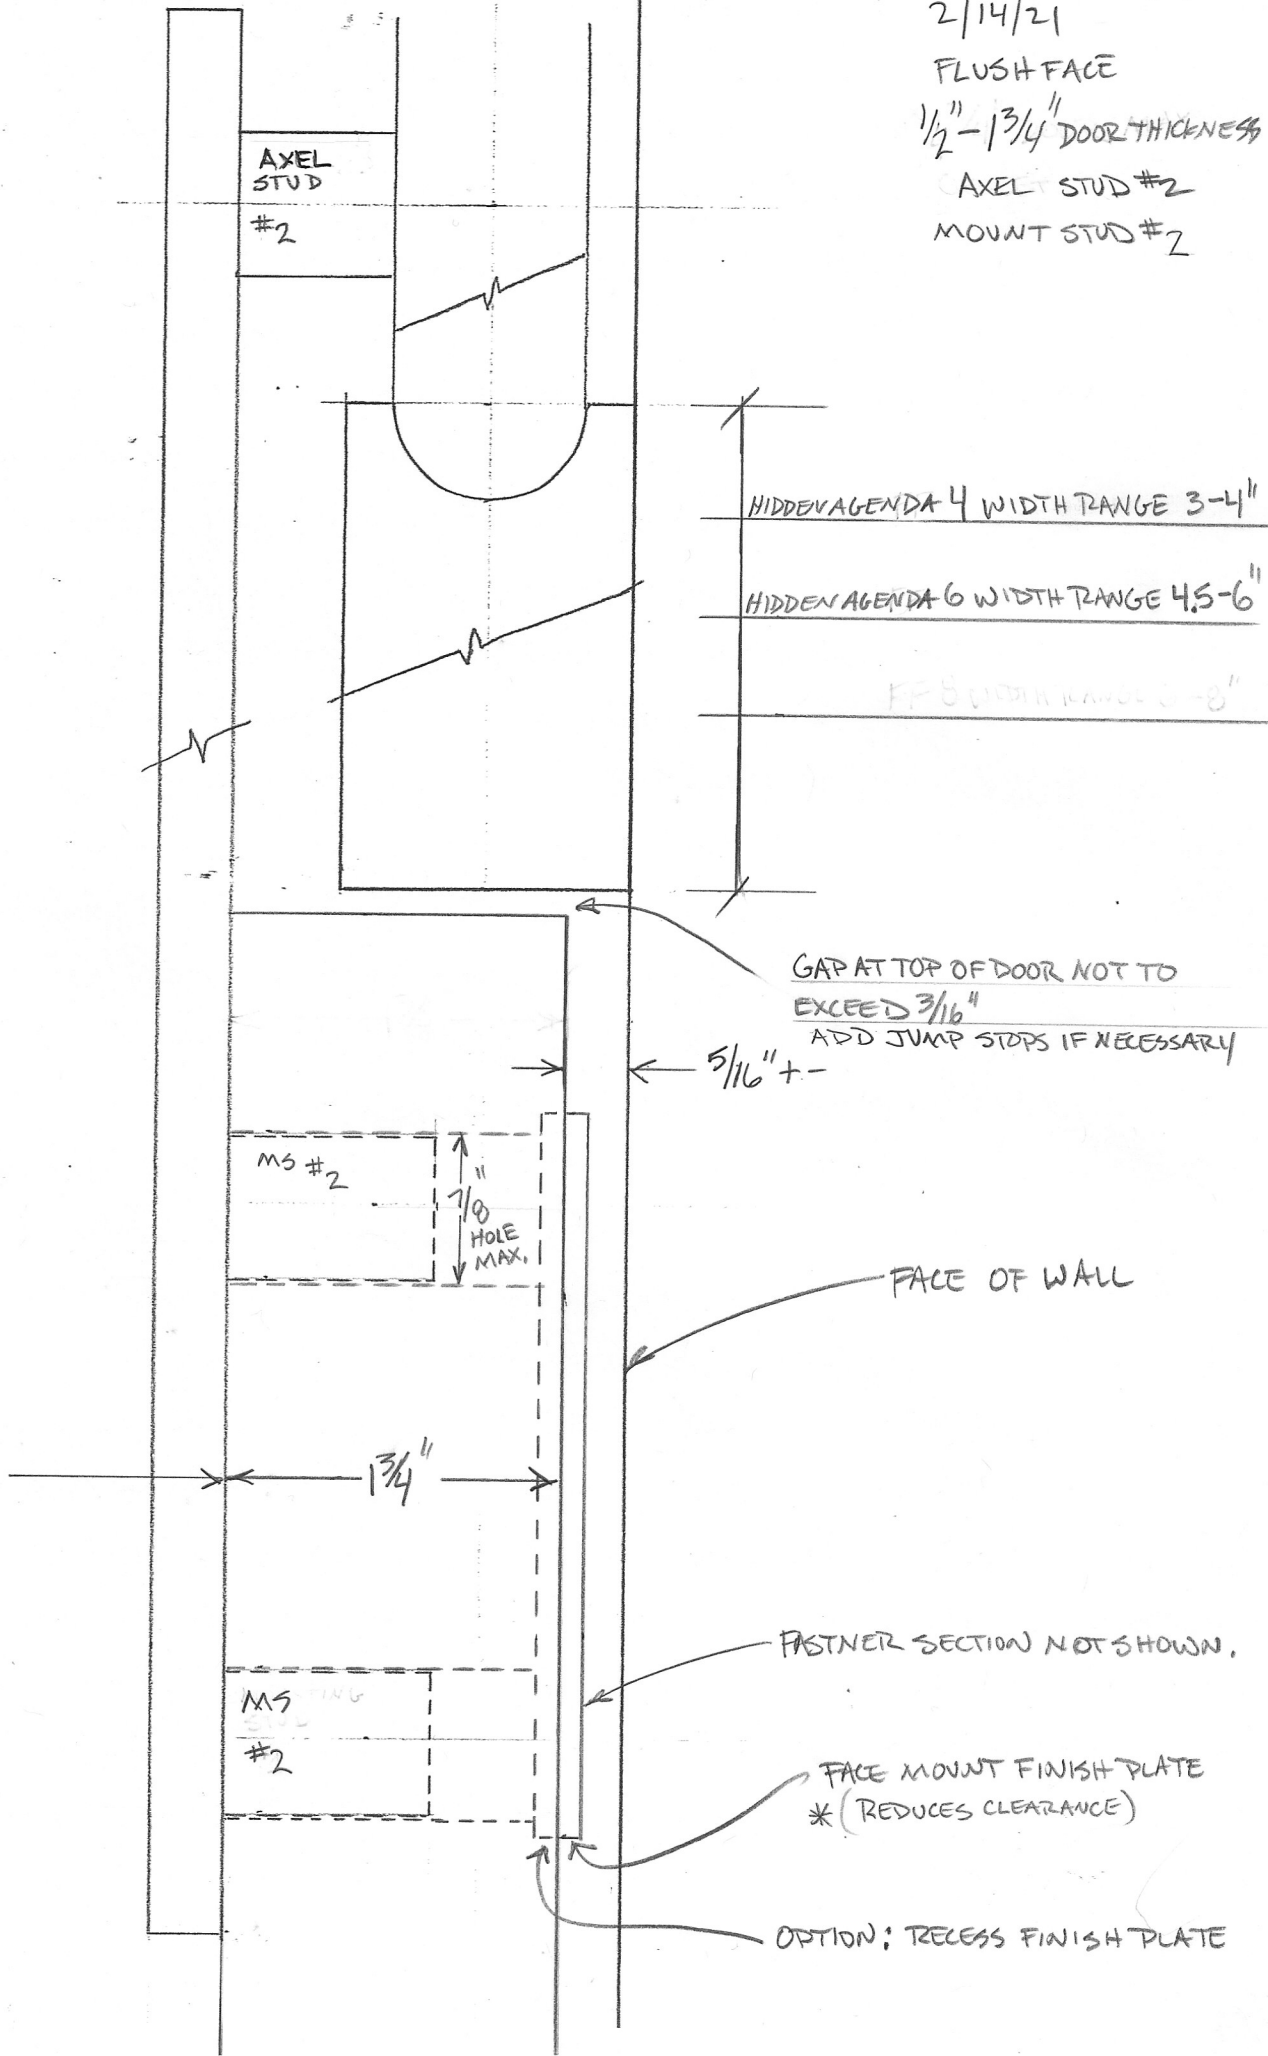 2/14/21
FLUSH FACE
1/2" - 1 3/4" DOOR THICKNESS
AXEL STUD #2
MOUNT STUD #2
AXEL
STUD
#2
HIDDEN AGENDA 4 WIDTH RANGE 3-4"
HIDDEN AGENDA 6 WIDTH RANGE 4.5-6"
GAP AT TOP OF DOOR NOT TO
EXCEED 3/16"
ADD JUMP STOPS IF NECESSARY
5/16" + -
MS #2
7/8"
HOLE
MAX.
FACE OF WALL
1 3/4"
FASTNER SECTION NOT SHOWN.
MS
#2
FACE MOUNT FINISH PLATE
* (REDUCES CLEARANCE)
OPTION: RECESS FINISH PLATE